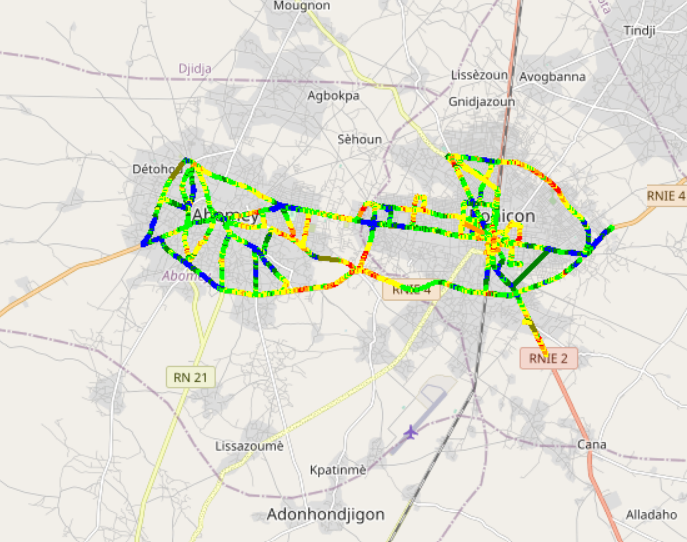 Mougnon
Tindji
Djidja
Lissèzoun
Avogbanna
Agbokpa
Gnidjazoun
Sèhoun
Détohou
RNIE 4
Abomey
RNIE 4
RNIE 2
RN 21
Lissazoumè
Cana
Kpatinmè
Adonhondjigon
Alladaho